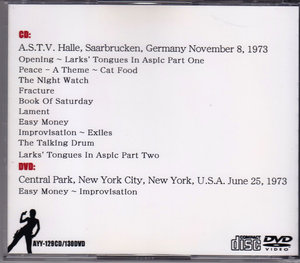 CD:
A.S.T.V. Halle, Saarbrucken, Germany November 8, 1973
Opening ~ Larks' Tongues In Aspic Part One
Peace ~ A Theme ~ Cat Food
The Night Watch
Fracture
Book Of Saturday
Lament
Easy Money
Improvisation ~ Exiles
The Talking Drum
Larks' Tongues In Aspic Part Two
DVD:
Central Park, New York City, New York, U.S.A. June 25, 1973
Easy Money ~ Improvisation
AYY-129CD/130DVD
COMPACT
disc
DVD
VIDEO